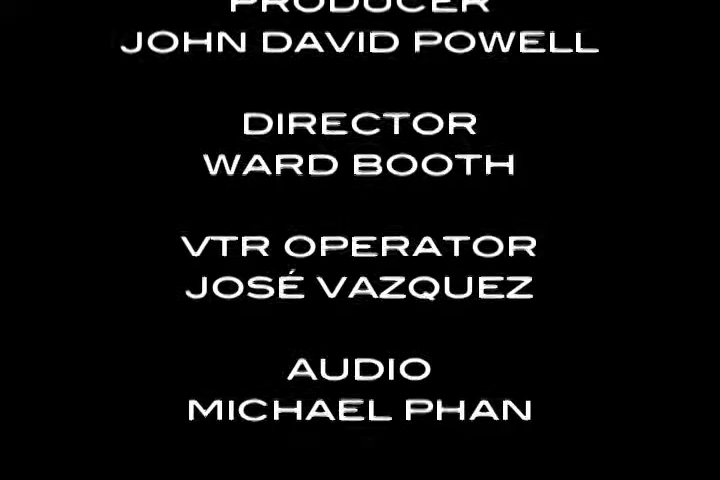 PRODUCER
JOHN DAVID POWELL
DIRECTOR
WARD BOOTH
VTR OPERATOR
JOSÉ VAZQUEZ
AUDIO
MICHAEL PHAN